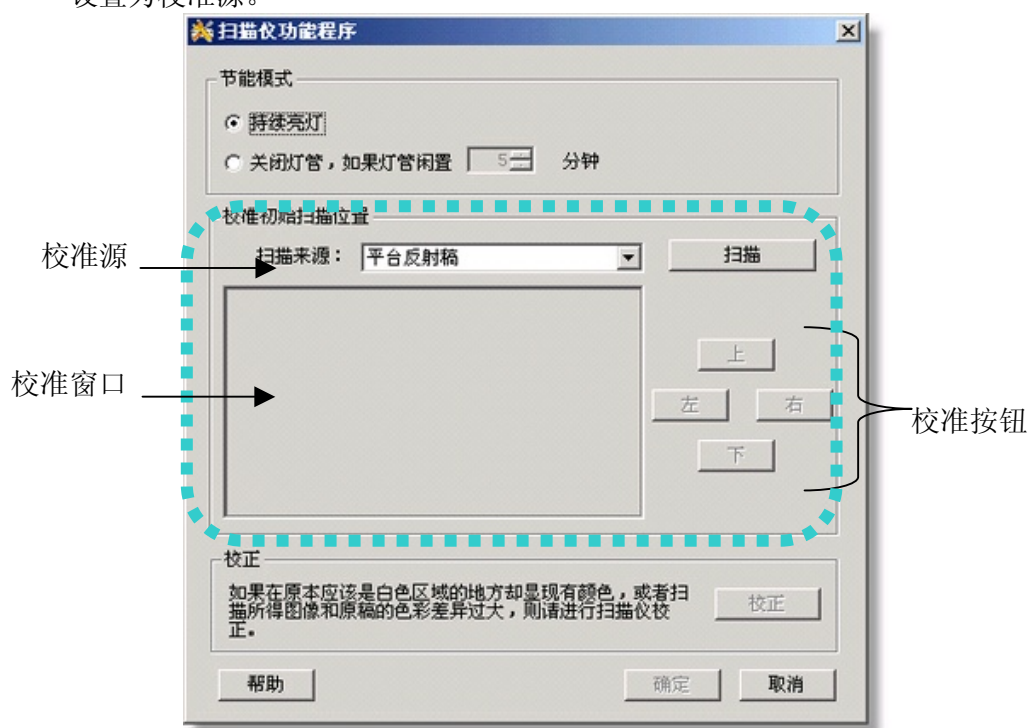 设置为校准源。
扫描仪功能程序
节能模式
持续亮灯
关闭灯管，如果灯管闲置 5 分钟
校准初始扫描位置
校准源
扫描来源： 平台反射稿 扫描
上
校准窗口
左 右
校准按钮
下
校正
如果在原本应该是白色区域的地方却显现有颜色，或者扫
描所得图像和原稿的色彩差异过大，则请进行扫描仪校
正。
校正
帮助 确定 取消